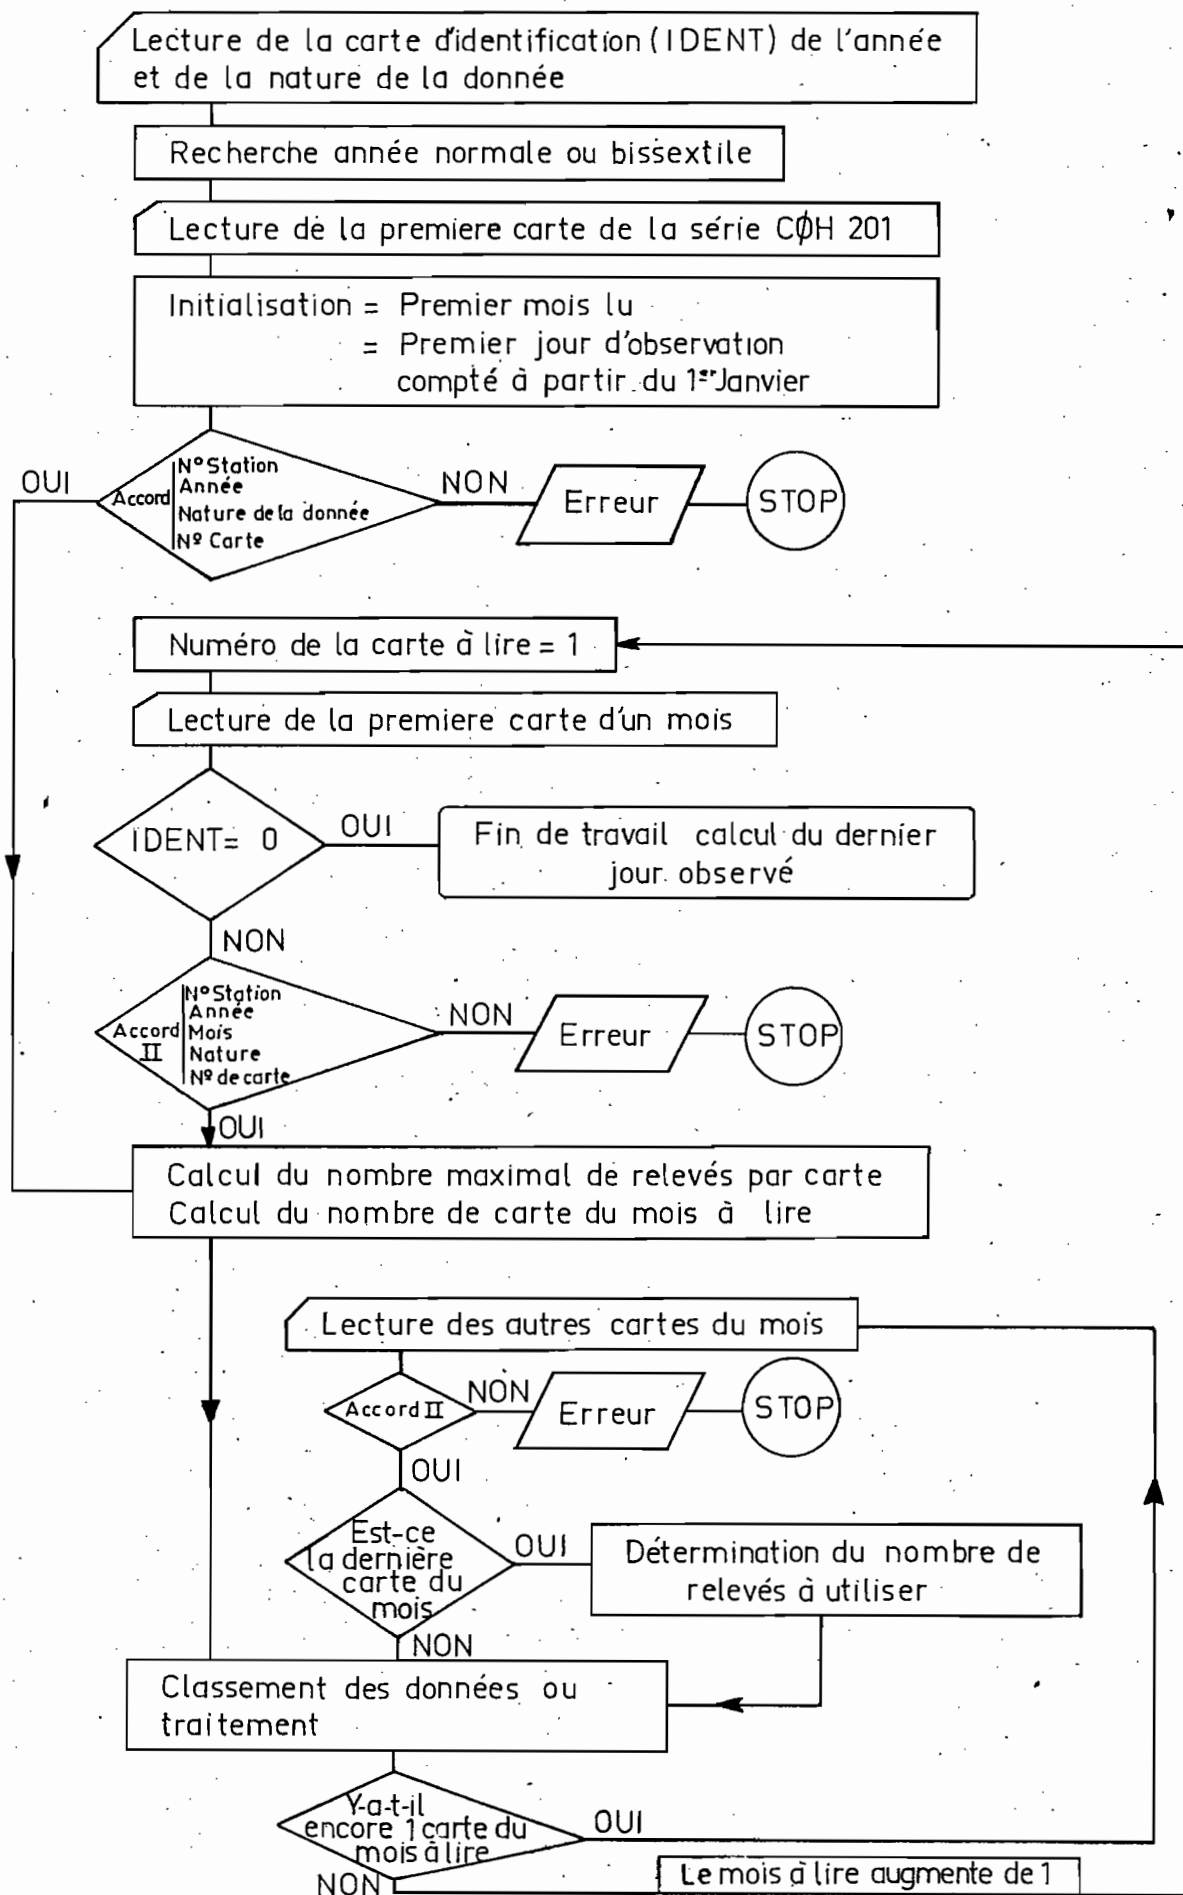 Lecture de la carte d'identification (IDENT) de l'année
et de la nature de la donnée
Recherche année normale ou bissextile
Lecture de la premiere carte de la série CØH 201
Initialisation = Premier mois lu
= Premier jour d'observation
compté à partir du 1er Janvier
OUI
Accord
N° Station
Année
Nature de la donnée
N° Carte
NON
Erreur
STOP
Numéro de la carte à lire = 1
Lecture de la premiere carte d'un mois
IDENT= 0
OUI
Fin de travail calcul du dernier
jour observé
NON
Accord
II
N° Station
Année
Mois
Nature
N° de carte
NON
Erreur
STOP
OUI
Calcul du nombre maximal de relevés par carte
Calcul du nombre de carte du mois à lire
Lecture des autres cartes du mois
Accord II
NON
Erreur
STOP
OUI
Est-ce
la dernière
carte du
mois
OUI
Détermination du nombre de
relevés à utiliser
NON
Classement des données ou
traitement
Y-a-t-il
encore 1 carte du
mois à lire
OUI
NON
Le mois à lire augmente de 1